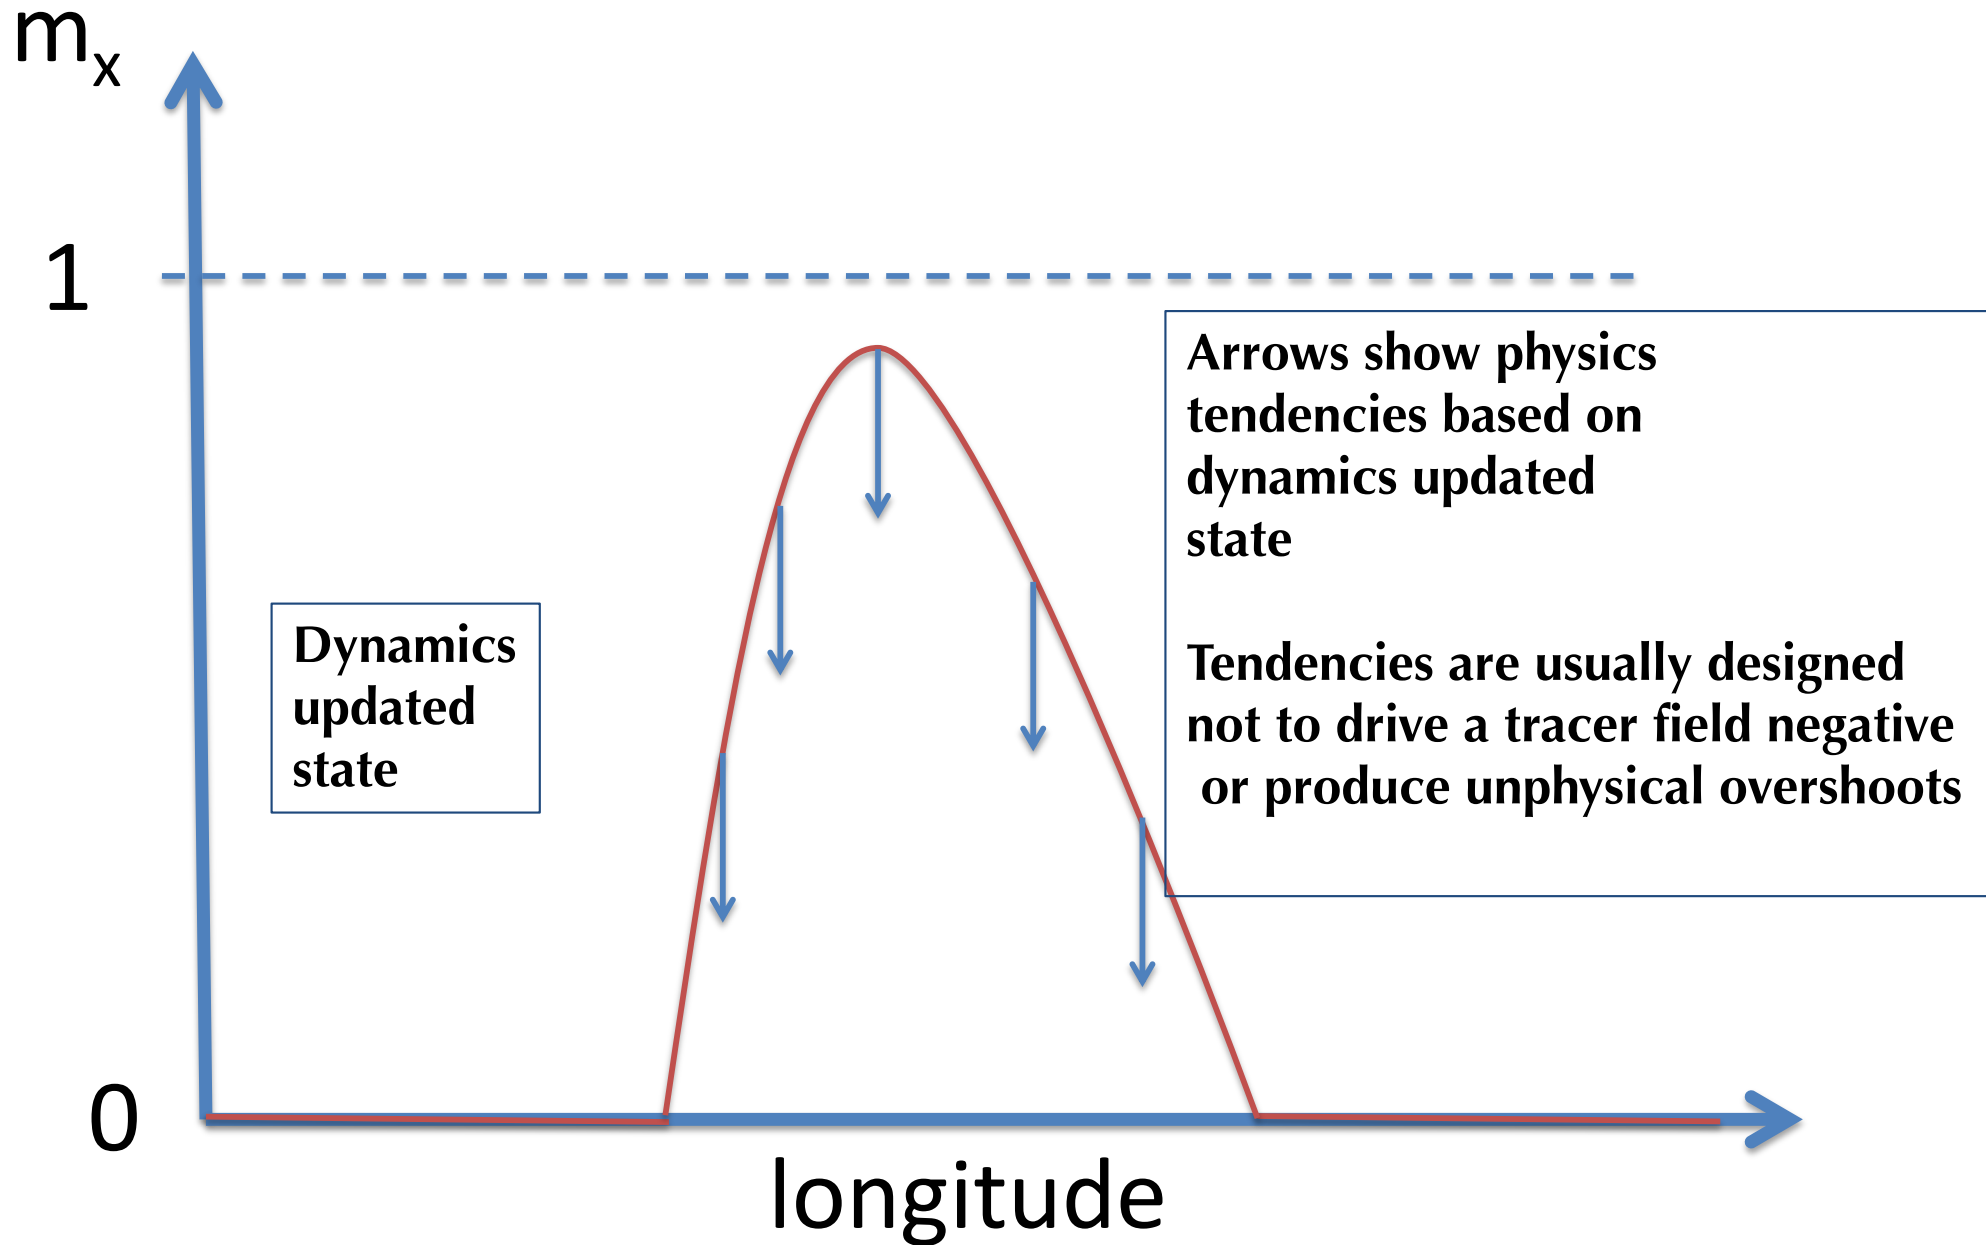 m_x
1
Arrows show physics
tendencies based on
dynamics updated
state
Dynamics
updated
state
Tendencies are usually designed
not to drive a tracer field negative
or produce unphysical overshoots
0
longitude